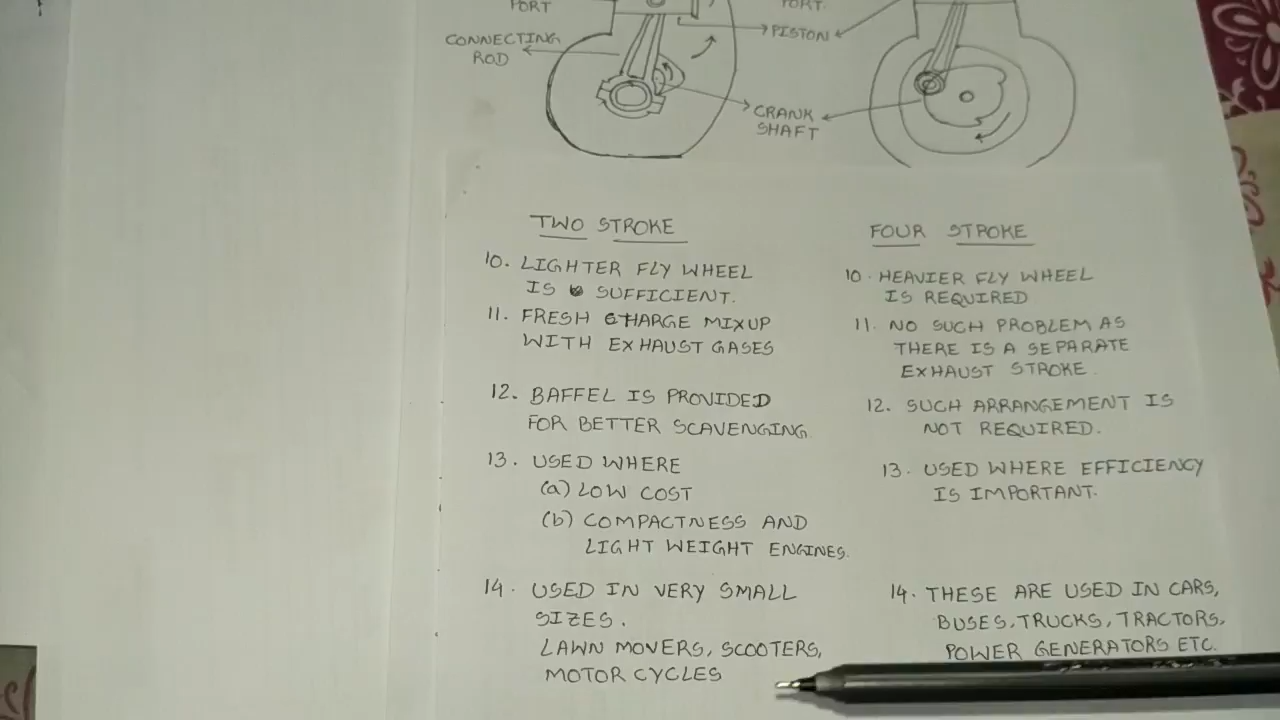 PORT
PORT
PISTON
CONNECTING
ROD
CRANK
SHAFT
TWO STROKE
10. LIGHTER FLY WHEEL
IS SUFFICIENT.
11. FRESH CHARGE MIXUP
WITH EXHAUST GASES
12. BAFFEL IS PROVIDED
FOR BETTER SCAVENGING
13. USED WHERE
(a) LOW COST
(b) COMPACTNESS AND
LIGHT WEIGHT ENGINES.
14. USED IN VERY SMALL
SIZES.
LAWN MOVERS, SCOOTERS,
MOTOR CYCLES
FOUR STROKE
10. HEAVIER FLY WHEEL
IS REQUIRED
11. NO SUCH PROBLEM AS
THERE IS A SEPARATE
EXHAUST STROKE.
12. SUCH ARRANGEMENT IS
NOT REQUIRED.
13. USED WHERE EFFICIENCY
IS IMPORTANT.
14. THESE ARE USED IN CARS,
BUSES, TRUCKS, TRACTORS,
POWER GENERATORS ETC.